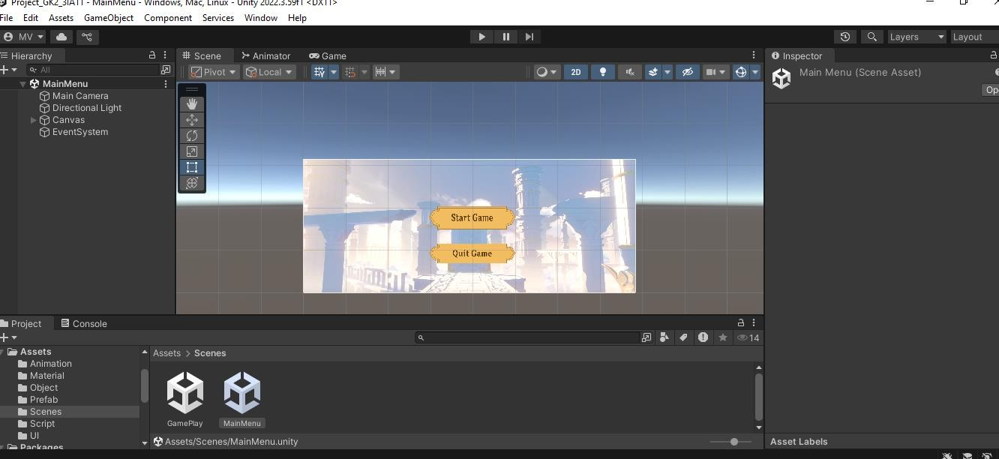 Project_GK2_3IA11 - MainMenu - Windows, Mac, Linux - Unity 2022.3.59f1 <DX11>
File Edit Assets GameObject Component Services Window Help
MV Layers Layout
Hierarchy
All
MainMenu
Main Camera
Directional Light
Canvas
EventSystem
Scene Animator Game
Pivot Local 2D
Start Game
Quit Game
Inspector
Main Menu (Scene Asset)
Op
Project Console
14
Assets
Animation
Material
Object
Prefab
Scenes
Script
UI
Packages
Assets > Scenes
GamePlay MainMenu
Assets/Scenes/MainMenu.unity
Asset Labels